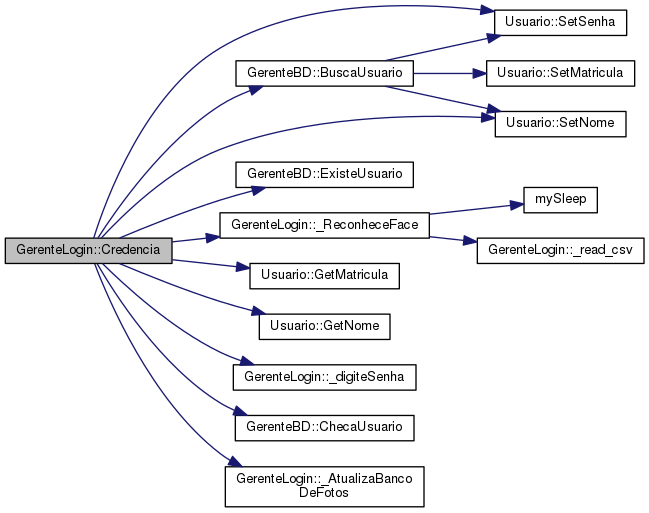 Usuario::SetSenha
GerenteBD::BuscaUsuario
Usuario::SetMatricula
Usuario::SetNome
GerenteBD::ExisteUsuario
mySleep
GerenteLogin::_ReconheceFace
GerenteLogin::Credencia
GerenteLogin::_read_csv
Usuario::GetMatricula
Usuario::GetNome
GerenteLogin::_digiteSenha
GerenteBD::ChecaUsuario
GerenteLogin::_AtualizaBanco
DeFotos